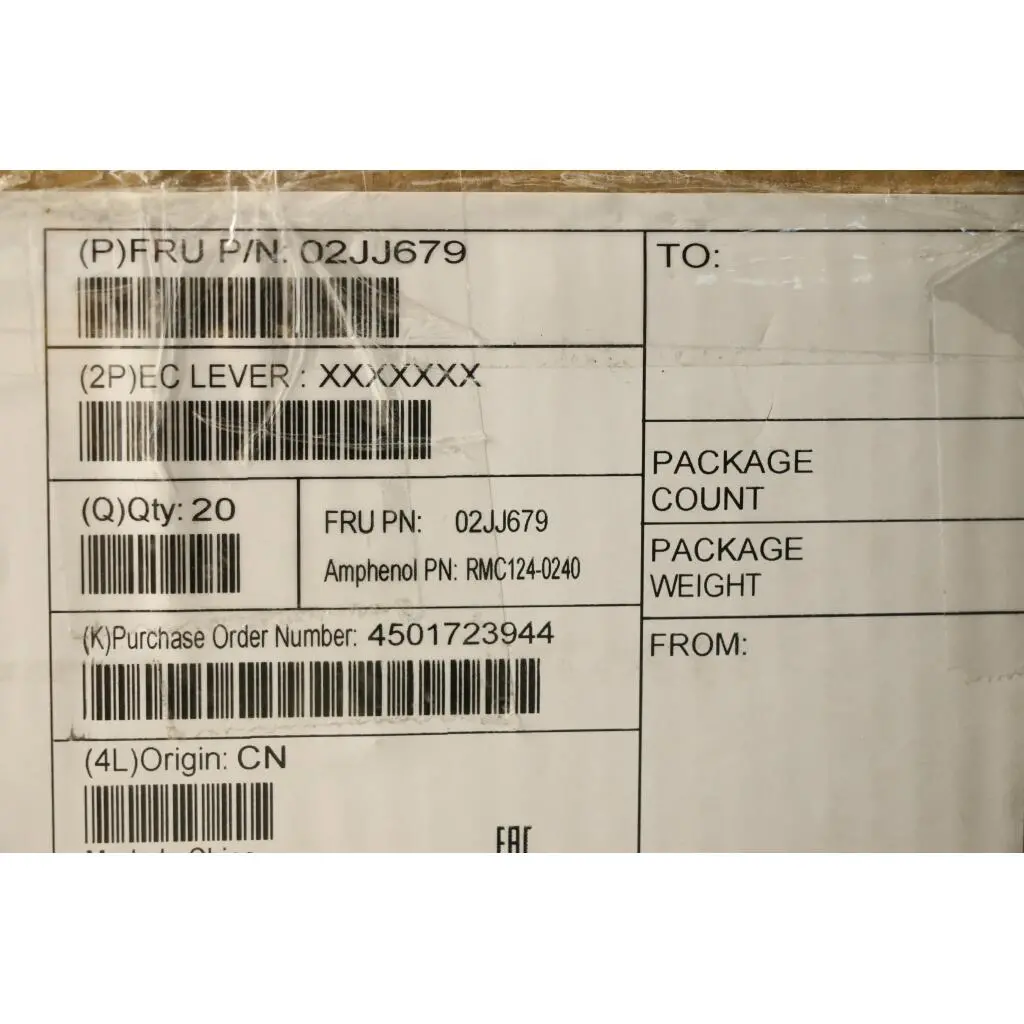 (P)FRU P/N: 02JJ679
(2P)EC LEVER : XXXXXXX
(Q)Qty: 20
FRU PN: 02JJ679
Amphenol PN: RMC124-0240
(K)Purchase Order Number: 4501723944
(4L)Origin: CN
EAC
TO:
PACKAGE
COUNT
PACKAGE
WEIGHT
FROM: